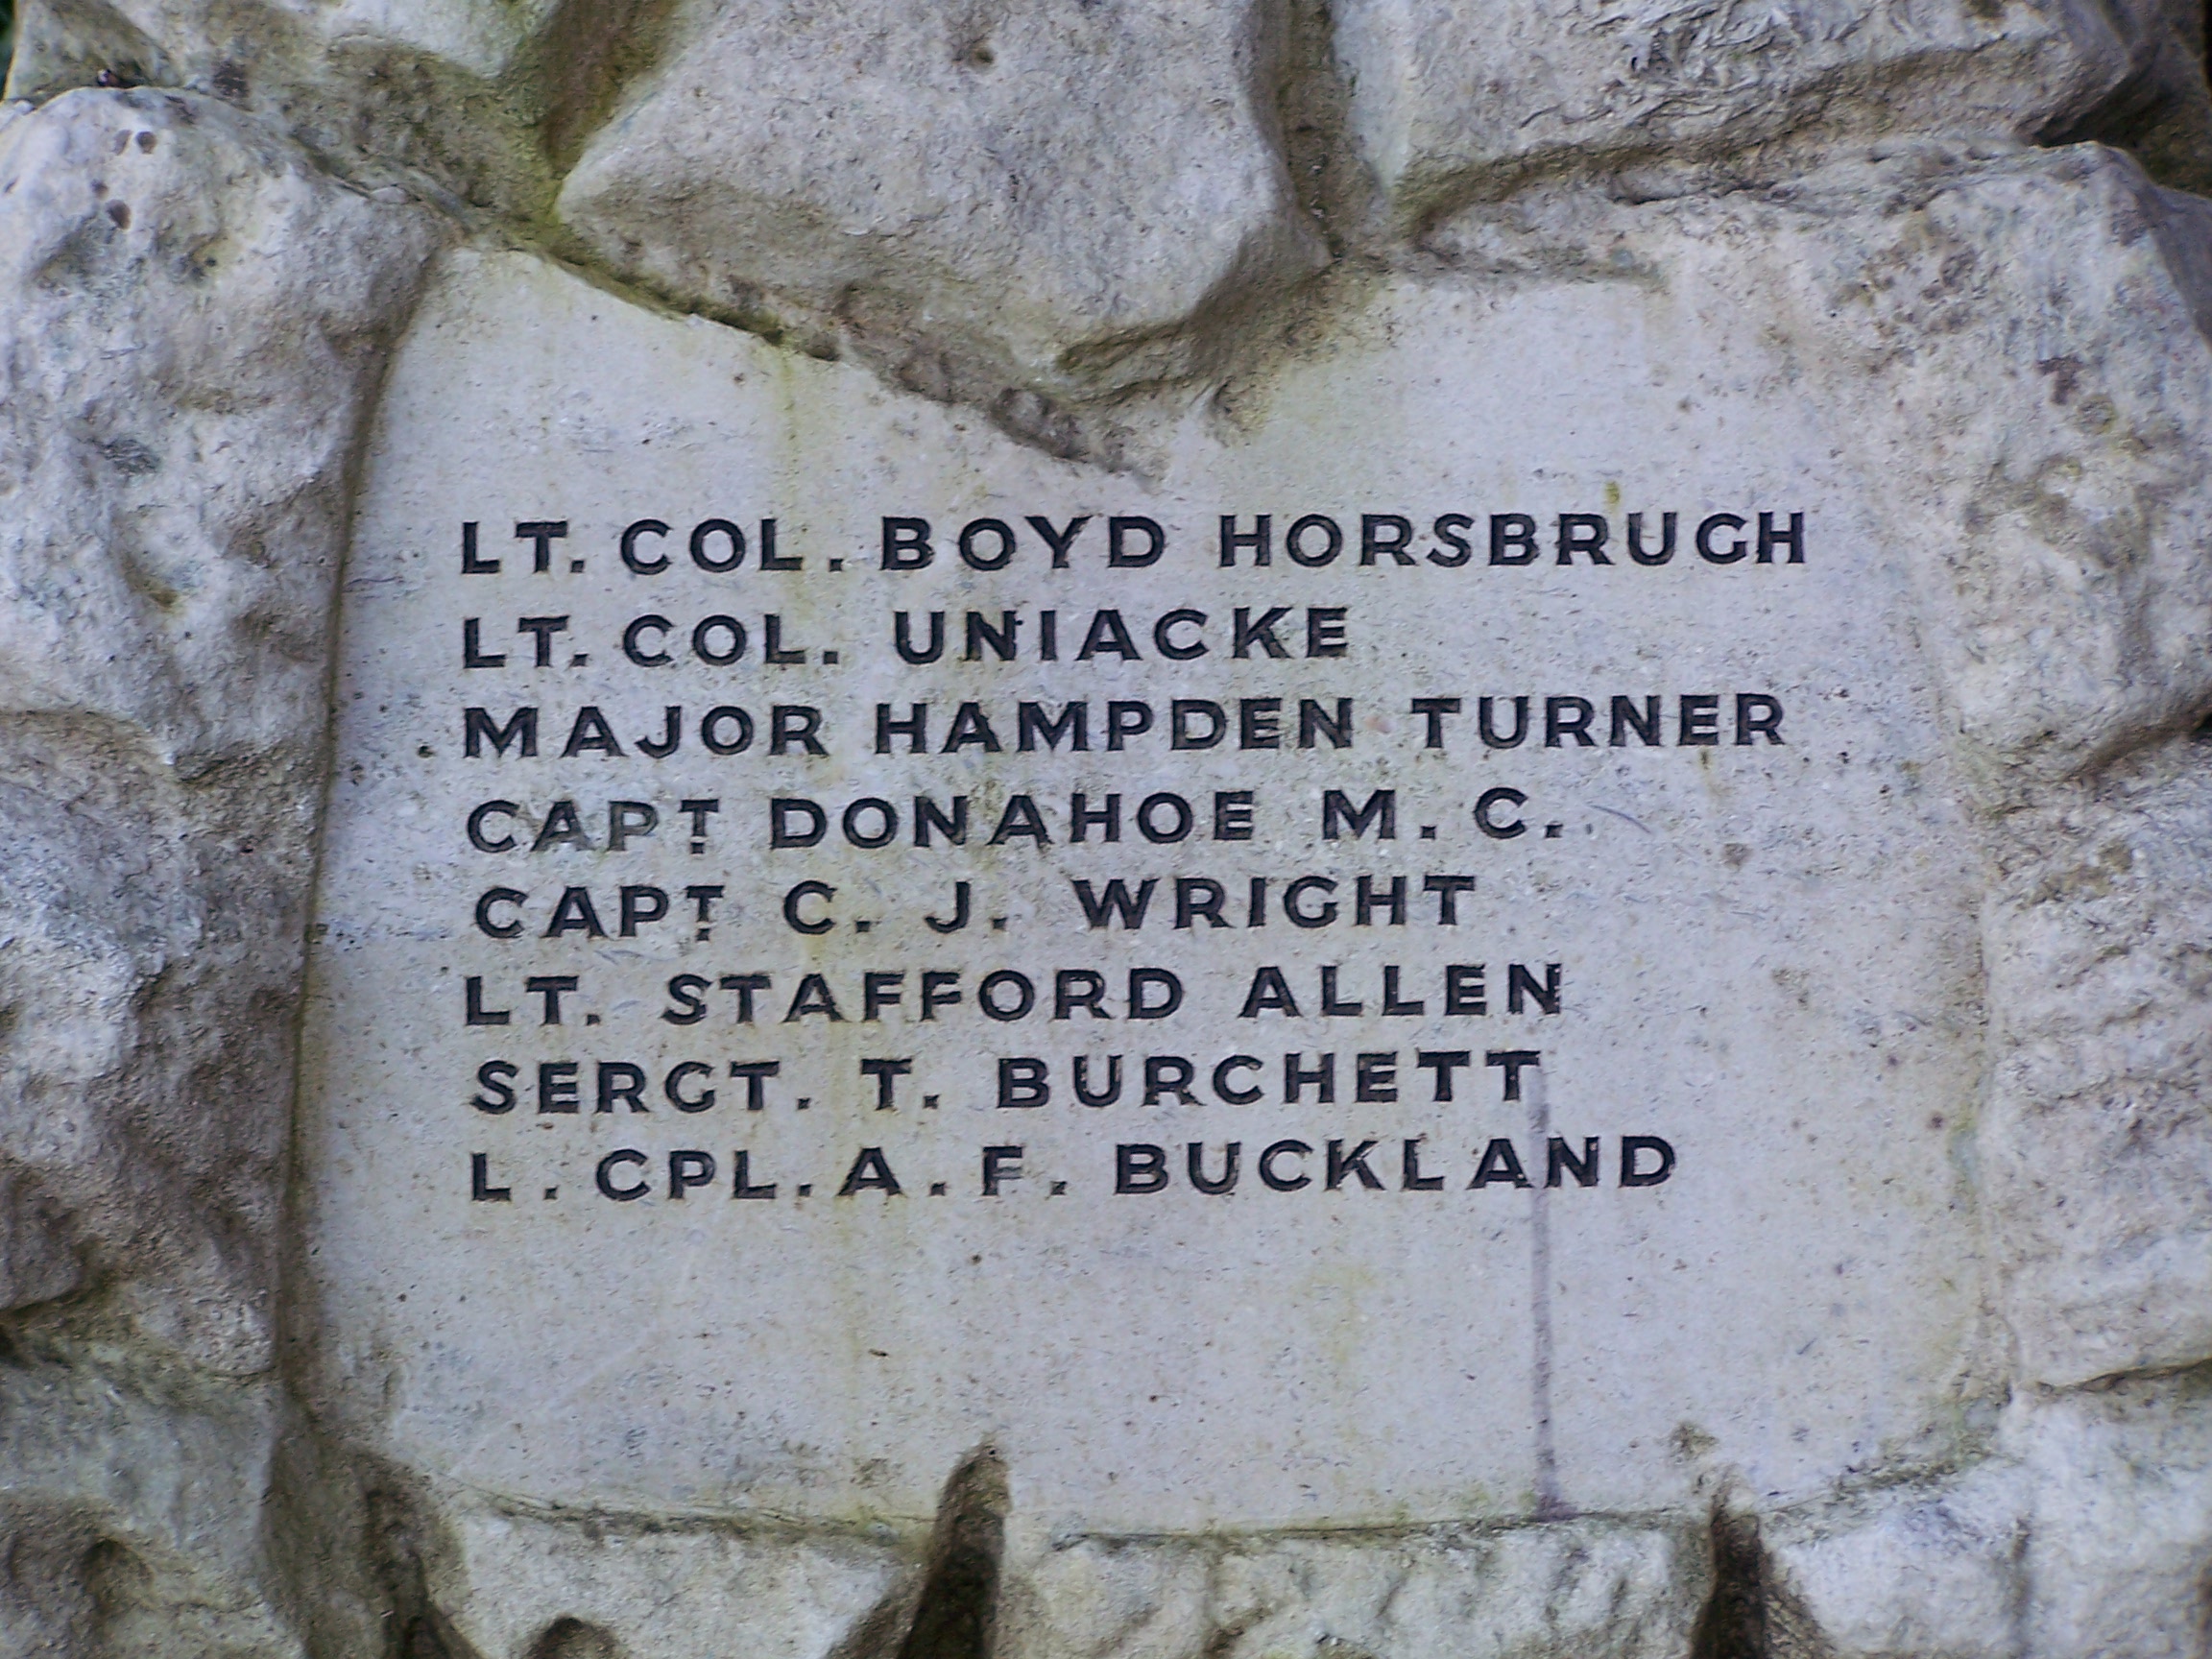 LT. COL. BOYD HORSBRUGH
LT. COL. UNIACKE
MAJOR HAMPDEN TURNER
CAPT. DONAHOE M. C.
CAPT. C. J. WRIGHT
LT. STAFFORD ALLEN
SERGT. T. BURCHETT
L. CPL. A. F. BUCKLAND